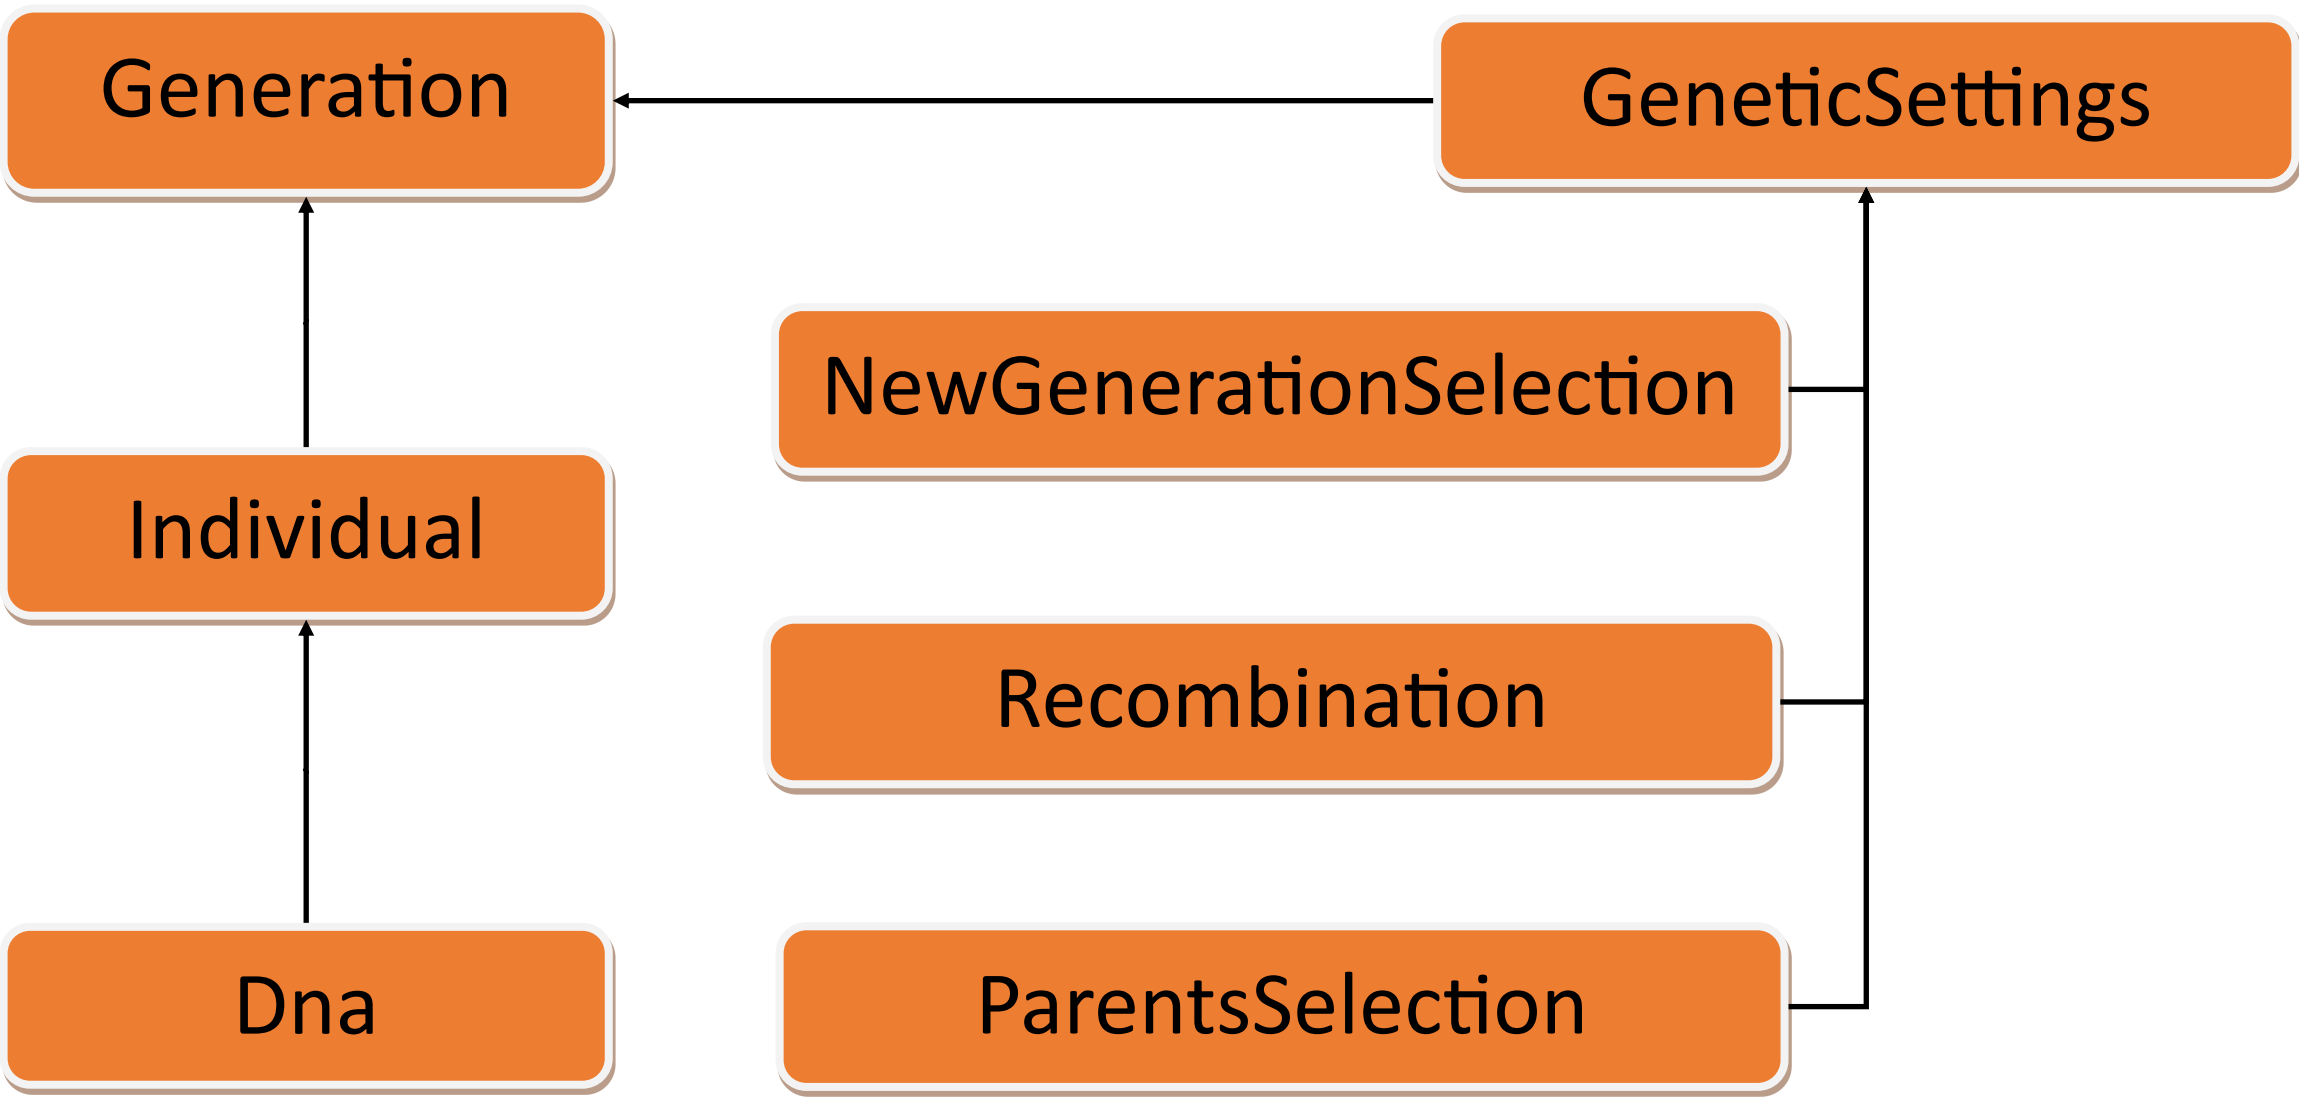 Generation
GeneticSettings
NewGenerationSelection
Individual
Recombination
Dna
ParentsSelection